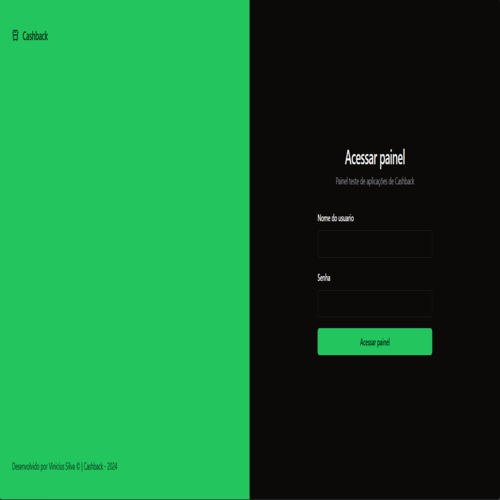 Cashback
Acessar painel
Painel teste de aplicações de Cashback
Nome do usuario
Senha
Acessar painel
Desenvolvido por Vinicius Silva © | Cashback - 2024